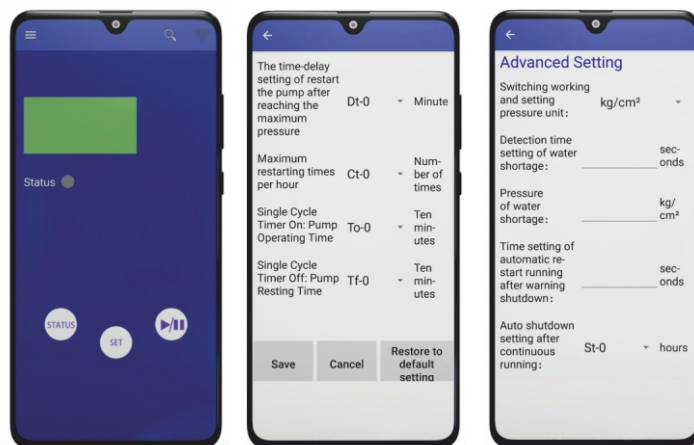 Status
STATUS
SET
The time-delay
setting of restart
the pump after
reaching the
maximum
pressure
Dt-0
Minute
Maximum
restarting times
per hour
Ct-0
Num-
ber of
times
Single Cycle
Timer On: Pump
Operating Time
To-0
Ten
min-
utes
Single Cycle
Timer Off: Pump
Resting Time
Tf-0
Ten
min-
utes
Save
Cancel
Restore to
default
setting
Advanced Setting
Switching working
and setting
pressure unit:
kg/cm²
Detection time
setting of water
shortage:
sec-
onds
Pressure
of water
shortage:
kg/
cm²
Time setting of
automatic re-
start running
after warning
shutdown:
sec-
onds
Auto shutdown
setting after
continuous
running:
St-0
hours